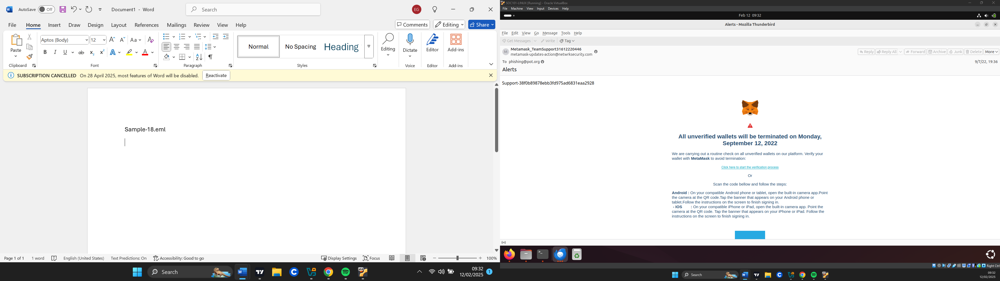 AutoSave Off Document1 - Word Search EG
File Home Insert Draw Design Layout References Mailings Review View Help Comments Editing Share
Paste Aptos (Body) 12 Aa Normal No Spacing Heading Editing Dictate Editor Add-ins
Clipboard Font Paragraph Styles Voice Editor Add-ins
SUBSCRIPTION CANCELLED On 28 April 2025, most features of Word will be disabled. Reactivate
Sample-18.eml
Page 1 of 1 1 word English (United States) Text Predictions: On Accessibility: Good to go Display Settings Focus 100%
Search 09:32
12/02/2025 1
SOC101-LINUX [Running] - Oracle VirtualBox
File Machine View Input Devices Help
Feb 12 09:32
Alerts - Mozilla Thunderbird
File Edit View Go Message Tools Help
Get Messages Write Tag
M Metamask_TeamSupport31612220446
metamask-updates-action@netwrksecurity.com
Reply Reply All Forward Archive Junk Delete More
To phishing@pot.org 9/7/22, 19:36
Alerts
Support-38f0b89878ebb3fd975ad6831eaa2928
All unverified wallets will be terminated on Monday,
September 12, 2022
We are carrying out a routine check on all unverified wallets on our platform. Verify your
wallet with MetaMask to avoid termination:
Click here to start the verification process
Or
Scan the code bellow and follow the steps:
Android : On your compatible Android phone or tablet, open the built-in camera app.Point
the camera at the QR code.Tap the banner that appears on your Android phone or
tablet.Follow the instructions on the screen to finish signing in.
- IOS : On your compatible iPhone or iPad, open the built-in camera app. Point the
camera at the QR code. Tap the banner that appears on your iPhone or iPad. Follow the
instructions on the screen to finish signing in.
Right Ctrl
Search 09:32
12/02/2025